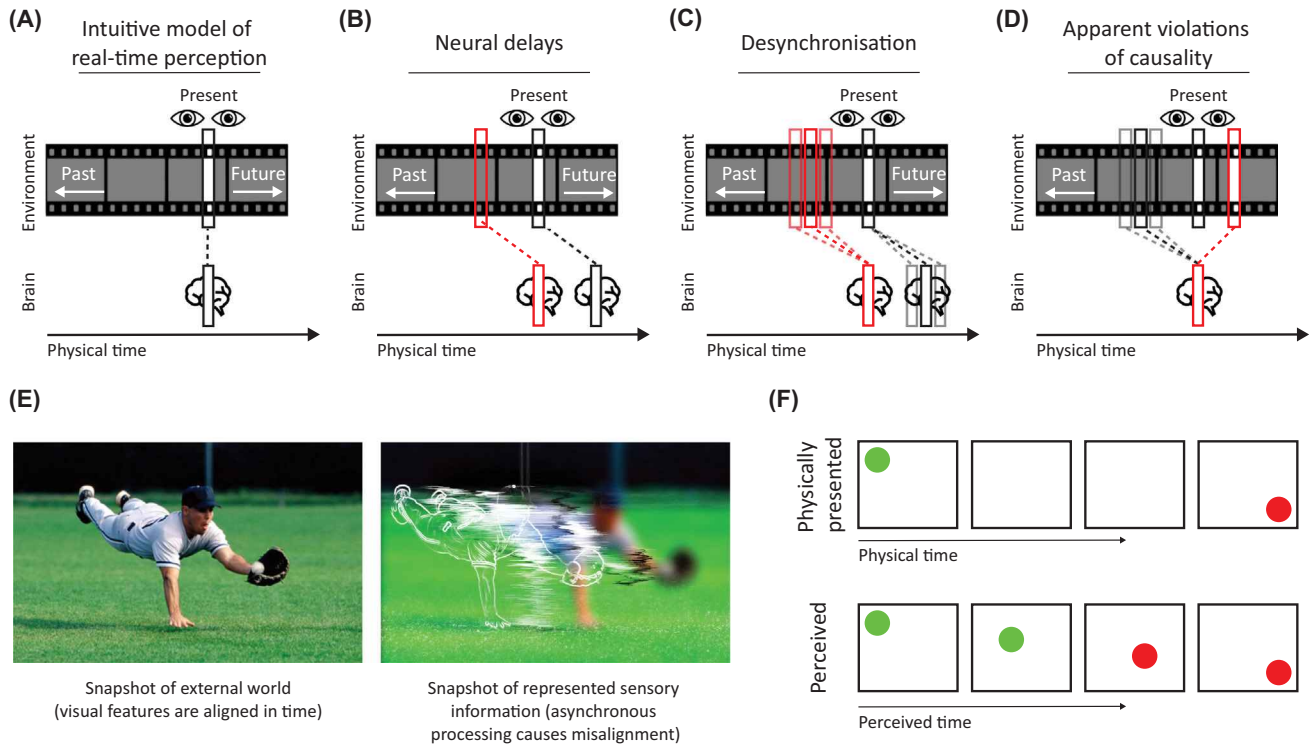 (A)
Intuitive model of
real-time perception
Present
Environment
Past
Future
Brain
Physical time
(B)
Neural delays
Present
Environment
Past
Future
Brain
Physical time
(C)
Desynchronisation
Present
Environment
Past
Future
Brain
Physical time
(D)
Apparent violations
of causality
Present
Environment
Past
Future
Brain
Physical time
(E)
Snapshot of external world
(visual features are aligned in time)
Snapshot of represented sensory
information (asynchronous
processing causes misalignment)
(F)
Physically
presented
Physical time
Perceived
Perceived time